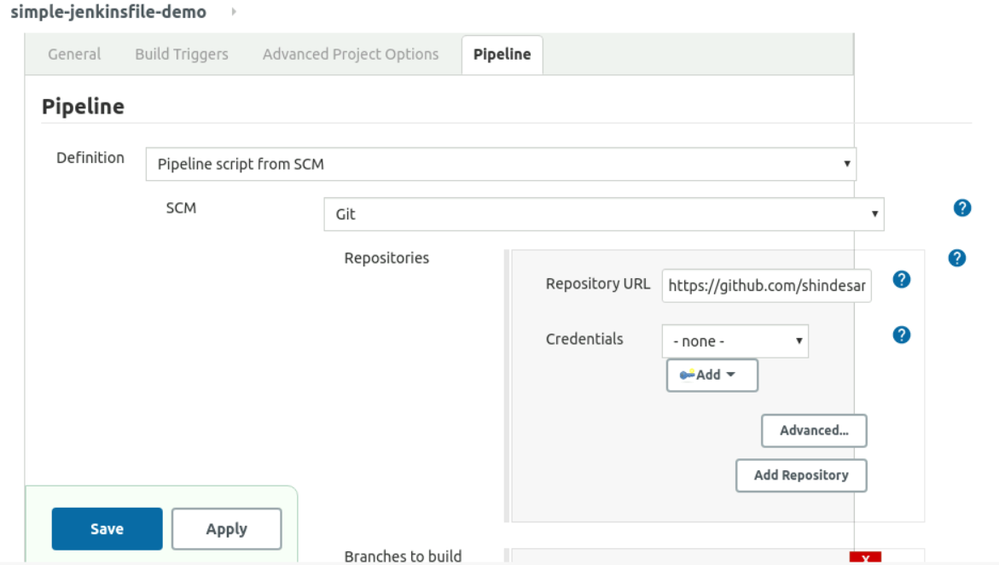 simple-jenkinsfile-demo
General Build Triggers Advanced Project Options Pipeline
Pipeline
Definition Pipeline script from SCM
SCM Git
?
Repositories
?
Repository URL https://github.com/shindesar
?
Credentials - none -
?
Add
Advanced...
Add Repository
Save Apply
Branches to build
X